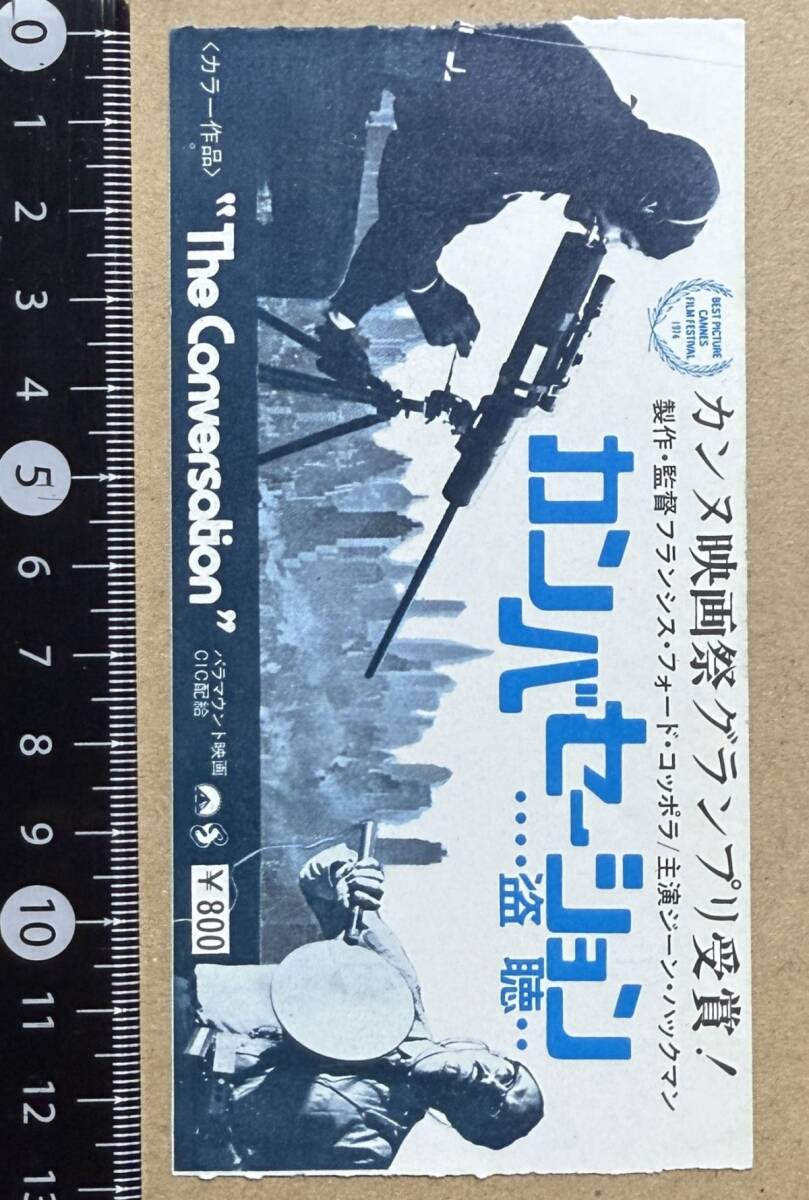 BEST PICTURE
CANNES
FILM FESTIVAL
1974
カンヌ映画祭グランプリ受賞!
製作・監督フランシス・フォード・コッポラ/主演ジーン・ハックマン
カンバセーション
‥‥盗聴‥
〈カラー作品〉
“The Conversation”
パラマウント映画
CIC配給
¥800
0
1
2
3
4
5
6
7
8
9
10
11
12
13